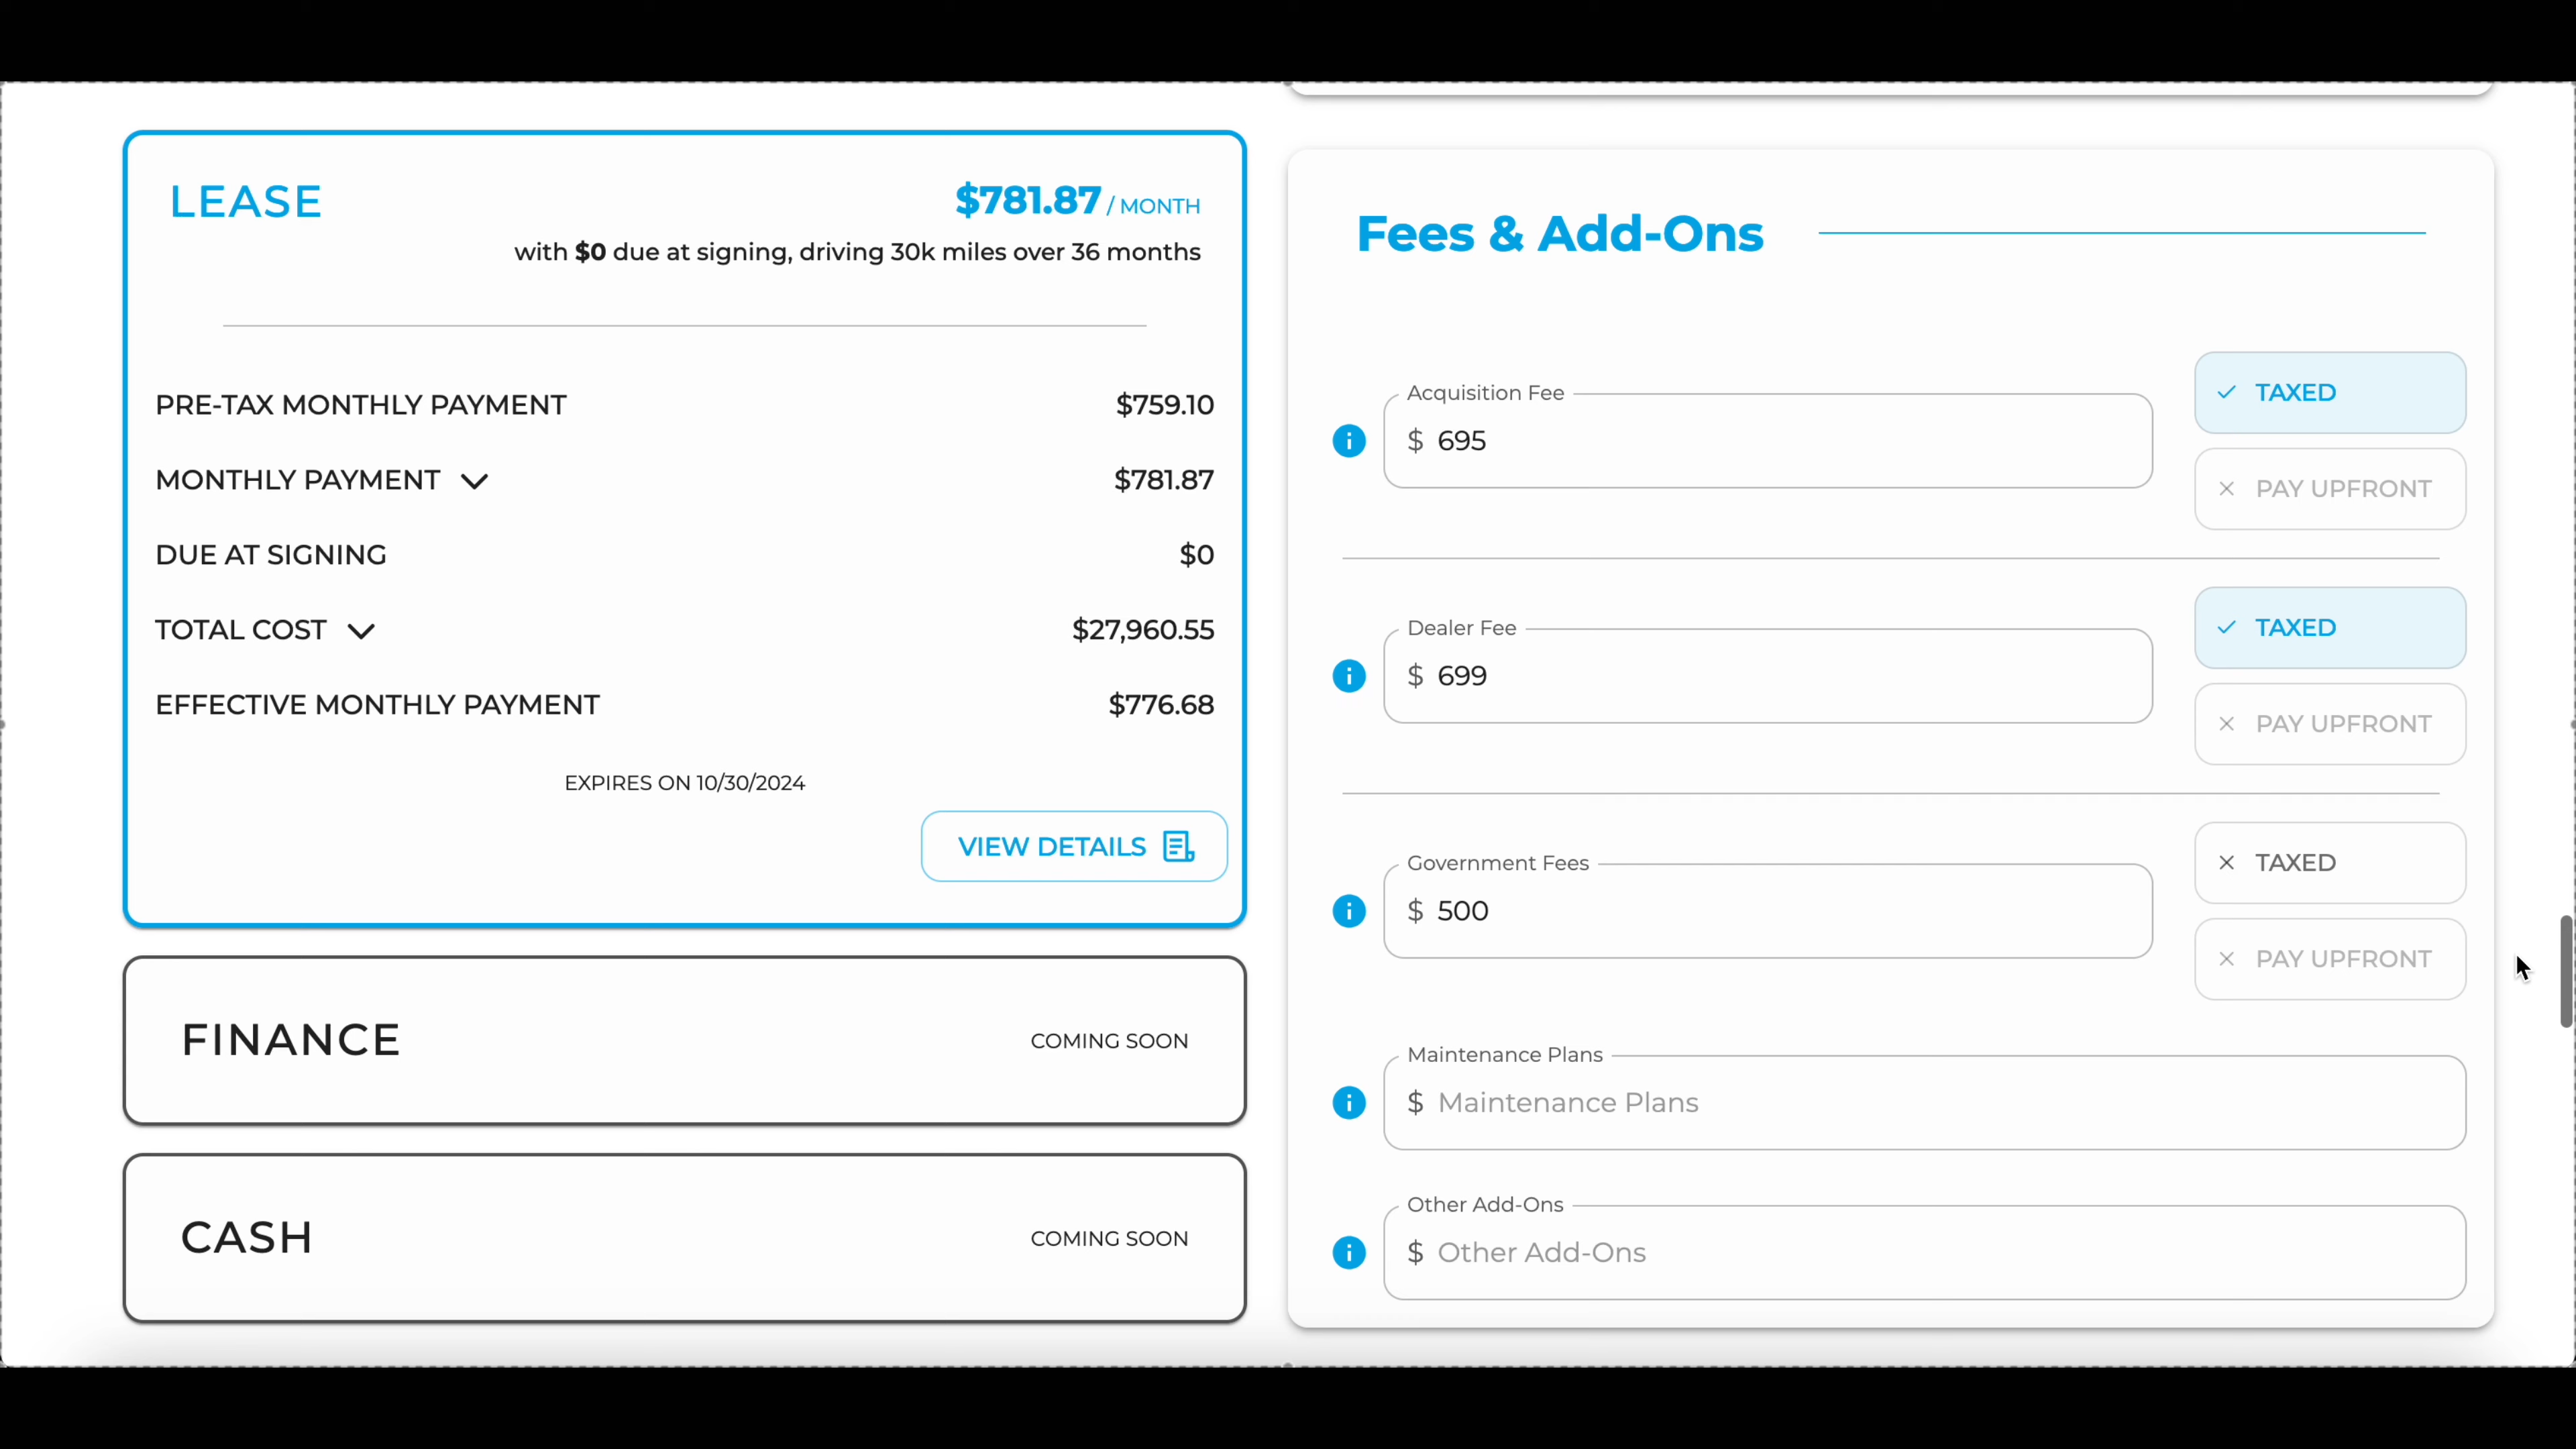 LEASE
$781.87 / MONTH
with $0 due at signing, driving 30k miles over 36 months
PRE-TAX MONTHLY PAYMENT $759.10
MONTHLY PAYMENT $781.87
DUE AT SIGNING $0
TOTAL COST $27,960.55
EFFECTIVE MONTHLY PAYMENT $776.68
EXPIRES ON 10/30/2024
VIEW DETAILS
FINANCE COMING SOON
CASH COMING SOON
Fees & Add-Ons
Acquisition Fee
$ 695
TAXED
PAY UPFRONT
Dealer Fee
$ 699
TAXED
PAY UPFRONT
Government Fees
$ 500
TAXED
PAY UPFRONT
Maintenance Plans
$ Maintenance Plans
Other Add-Ons
$ Other Add-Ons